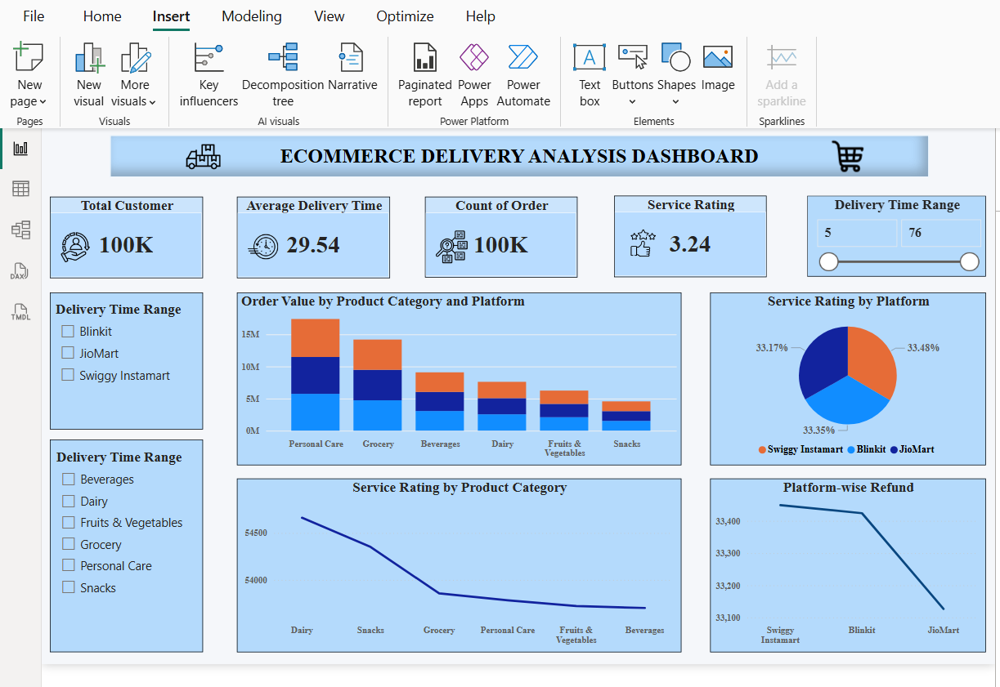 File Home Insert Modeling View Optimize Help
New page
New visual
More visuals
Key influencers
Decomposition tree
Narrative
Paginated report
Power Apps
Power Automate
Text box
Buttons
Shapes
Image
Add a sparkline
Pages
Visuals
AI visuals
Power Platform
Elements
Sparklines
DAX
TMDL
ECOMMERCE DELIVERY ANALYSIS DASHBOARD
Total Customer
100K
Average Delivery Time
29.54
Count of Order
100K
Service Rating
3.24
Delivery Time Range
5 76
Delivery Time Range
Blinkit
JioMart
Swiggy Instamart
Order Value by Product Category and Platform
15M
10M
5M
0M
Personal Care
Grocery
Beverages
Dairy
Fruits &
Vegetables
Snacks
Service Rating by Platform
33.17%
33.48%
33.35%
Swiggy Instamart Blinkit JioMart
Delivery Time Range
Beverages
Dairy
Fruits & Vegetables
Grocery
Personal Care
Snacks
Service Rating by Product Category
54500
54000
Dairy
Snacks
Grocery
Personal Care
Fruits &
Vegetables
Beverages
Platform-wise Refund
33,400
33,300
33,200
33,100
Swiggy
Instamart
Blinkit
JioMart